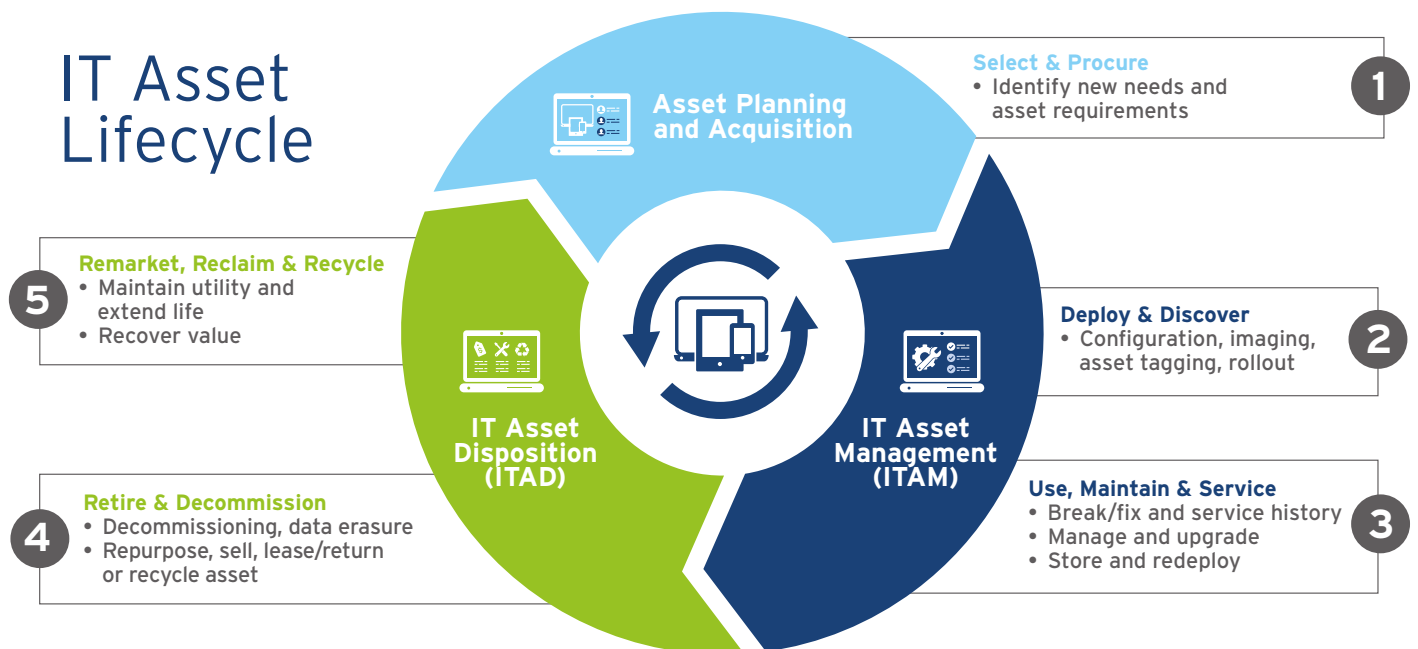 IT Asset
Lifecycle
Asset Planning
and Acquisition
Select & Procure
• Identify new needs and
asset requirements
1
Deploy & Discover
• Configuration, imaging,
asset tagging, rollout
2
IT Asset
Management
(ITAM)
Use, Maintain & Service
• Break/fix and service history
• Manage and upgrade
• Store and redeploy
3
IT Asset
Disposition
(ITAD)
Retire & Decommission
• Decommissioning, data erasure
• Repurpose, sell, lease/return
or recycle asset
4
Remarket, Reclaim & Recycle
• Maintain utility and
extend life
• Recover value
5